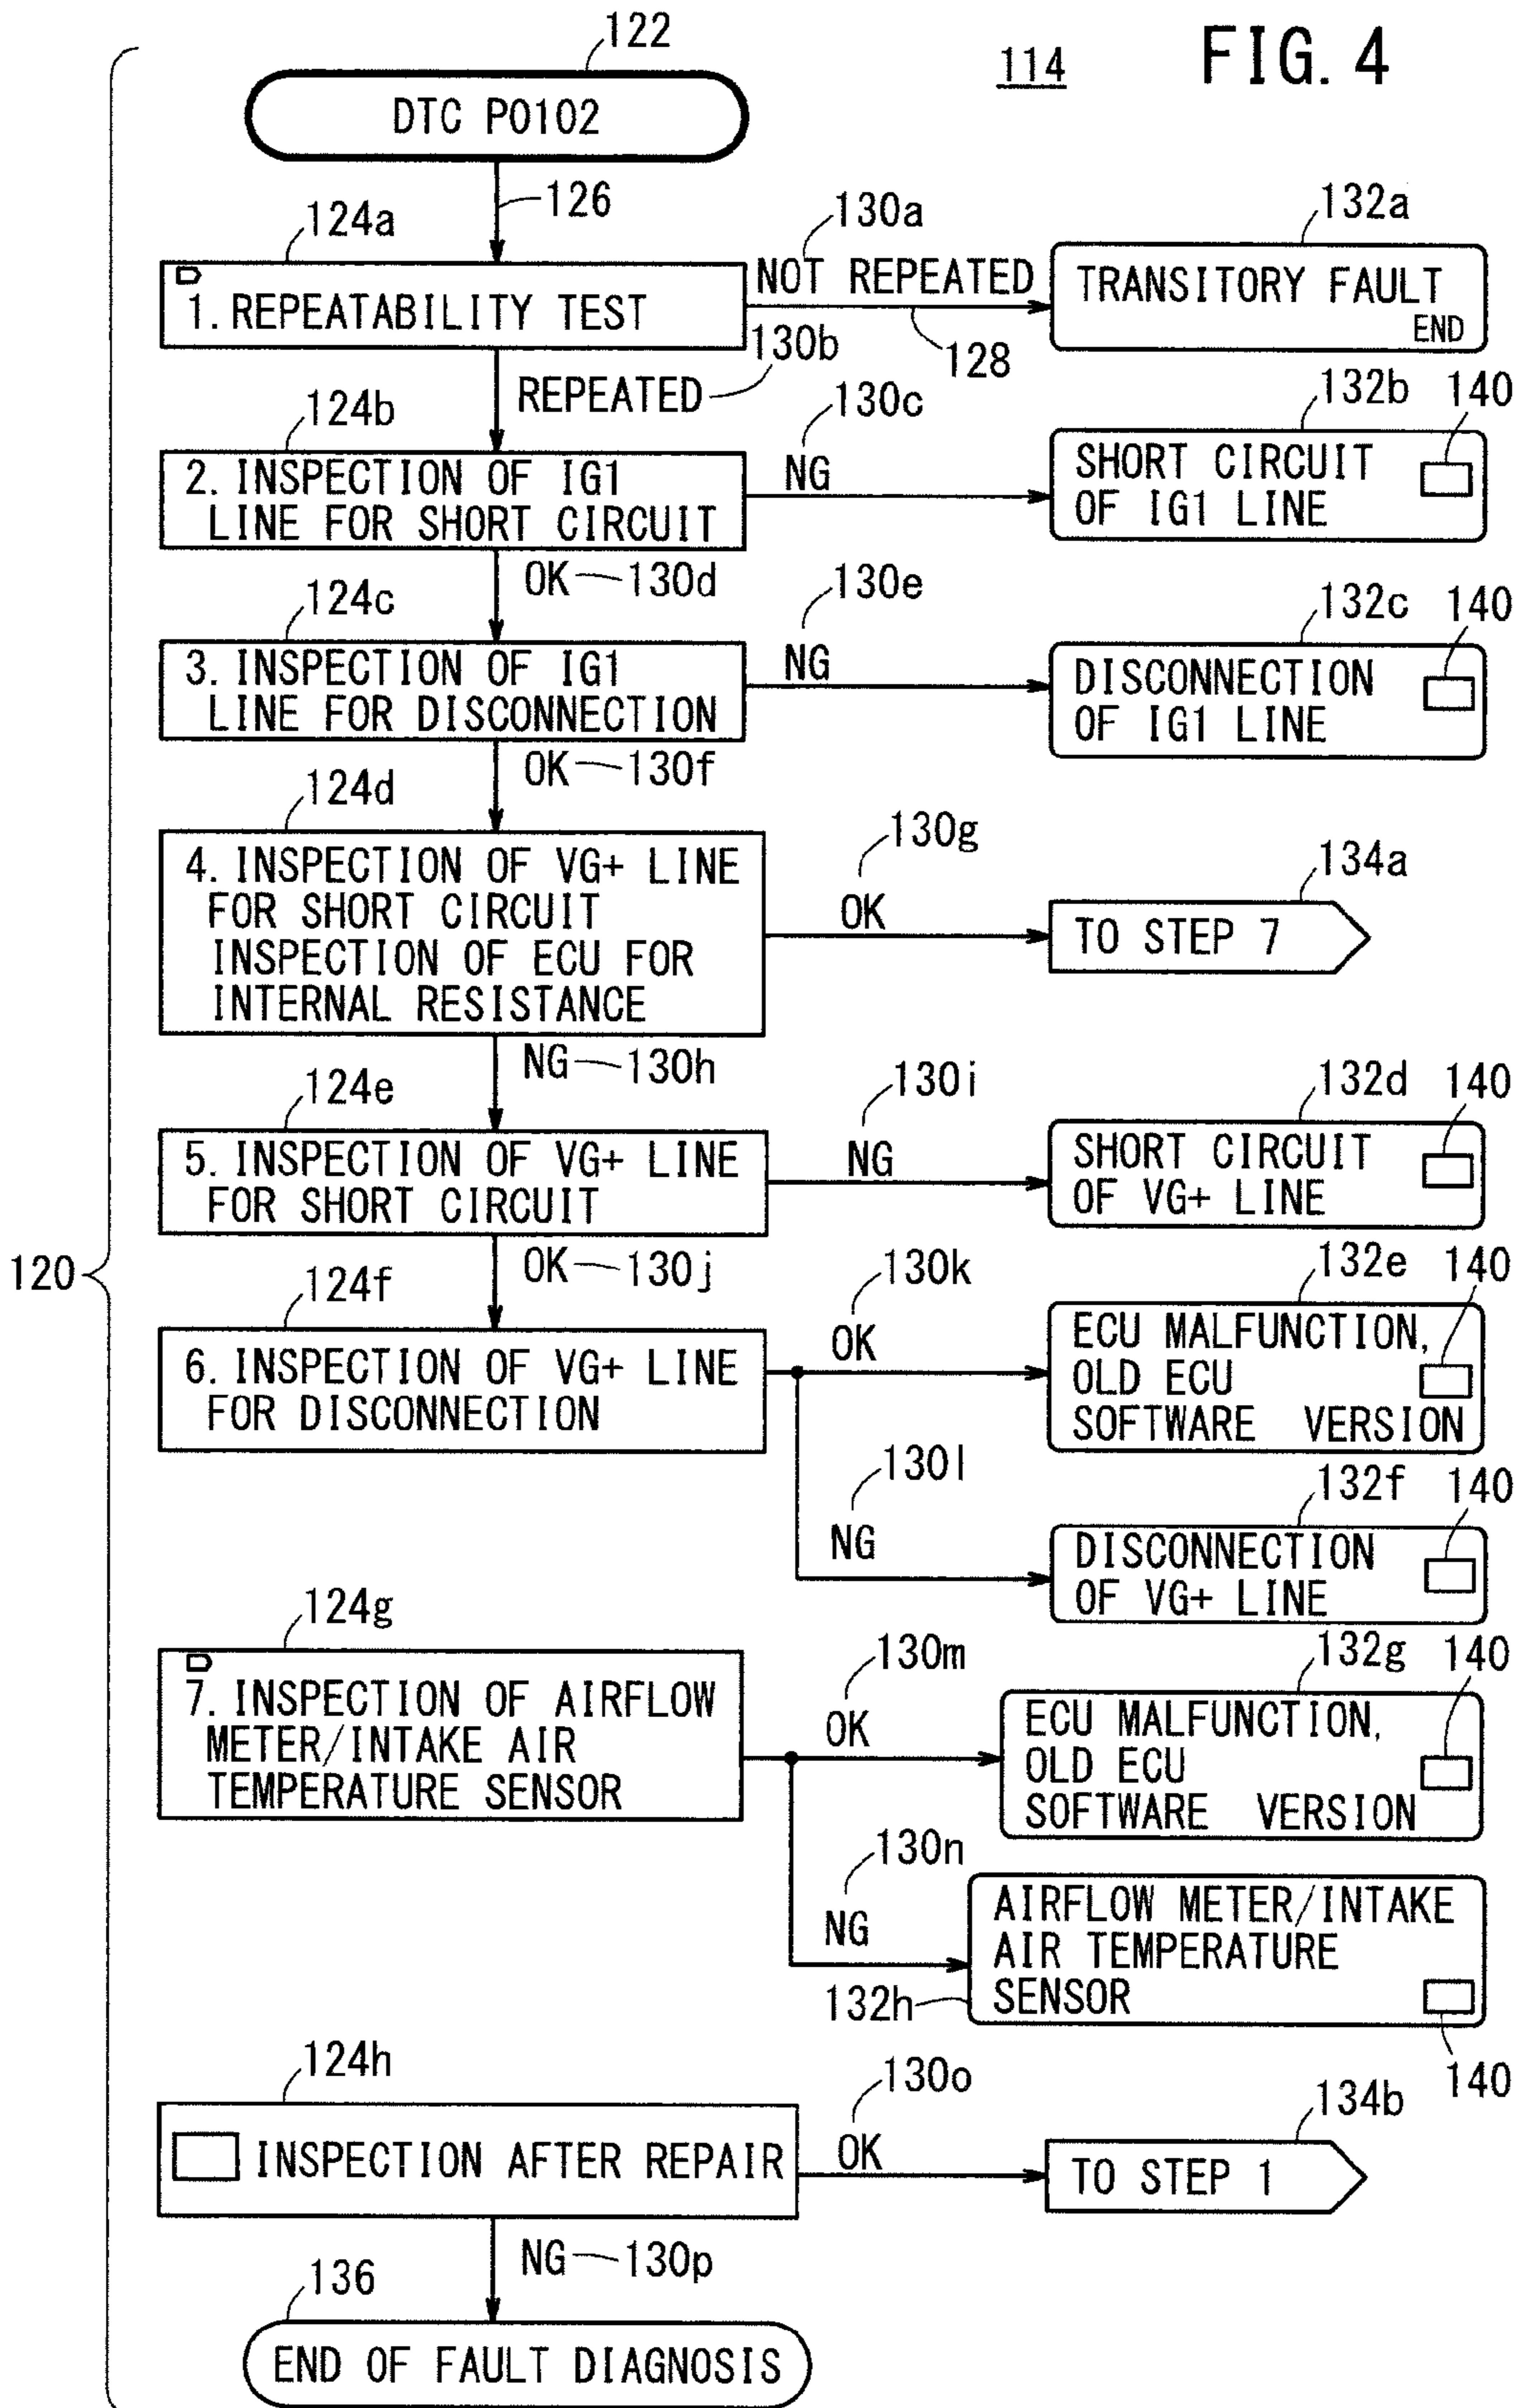 FIG. 4
114
122
DTC P0102
126
124a
130a
132a
1. REPEATABILITY TEST
NOT REPEATED
TRANSITORY FAULT
END
128
130b
REPEATED
124b
130c
132b
140
2. INSPECTION OF IG1
LINE FOR SHORT CIRCUIT
NG
SHORT CIRCUIT
OF IG1 LINE
OK
130d
124c
130e
132c
140
3. INSPECTION OF IG1
LINE FOR DISCONNECTION
NG
DISCONNECTION
OF IG1 LINE
OK
130f
124d
130g
134a
4. INSPECTION OF VG+ LINE
FOR SHORT CIRCUIT
INSPECTION OF ECU FOR
INTERNAL RESISTANCE
OK
TO STEP 7
NG
130h
124e
130i
132d
140
5. INSPECTION OF VG+ LINE
FOR SHORT CIRCUIT
NG
SHORT CIRCUIT
OF VG+ LINE
120
OK
130j
124f
130k
132e
140
6. INSPECTION OF VG+ LINE
FOR DISCONNECTION
OK
ECU MALFUNCTION,
OLD ECU
SOFTWARE VERSION
130l
132f
140
NG
DISCONNECTION
OF VG+ LINE
124g
130m
132g
140
7. INSPECTION OF AIRFLOW
METER/INTAKE AIR
TEMPERATURE SENSOR
OK
ECU MALFUNCTION,
OLD ECU
SOFTWARE VERSION
130n
NG
AIRFLOW METER/INTAKE
AIR TEMPERATURE
SENSOR
132h
140
124h
130o
134b
INSPECTION AFTER REPAIR
OK
TO STEP 1
NG
130p
136
END OF FAULT DIAGNOSIS